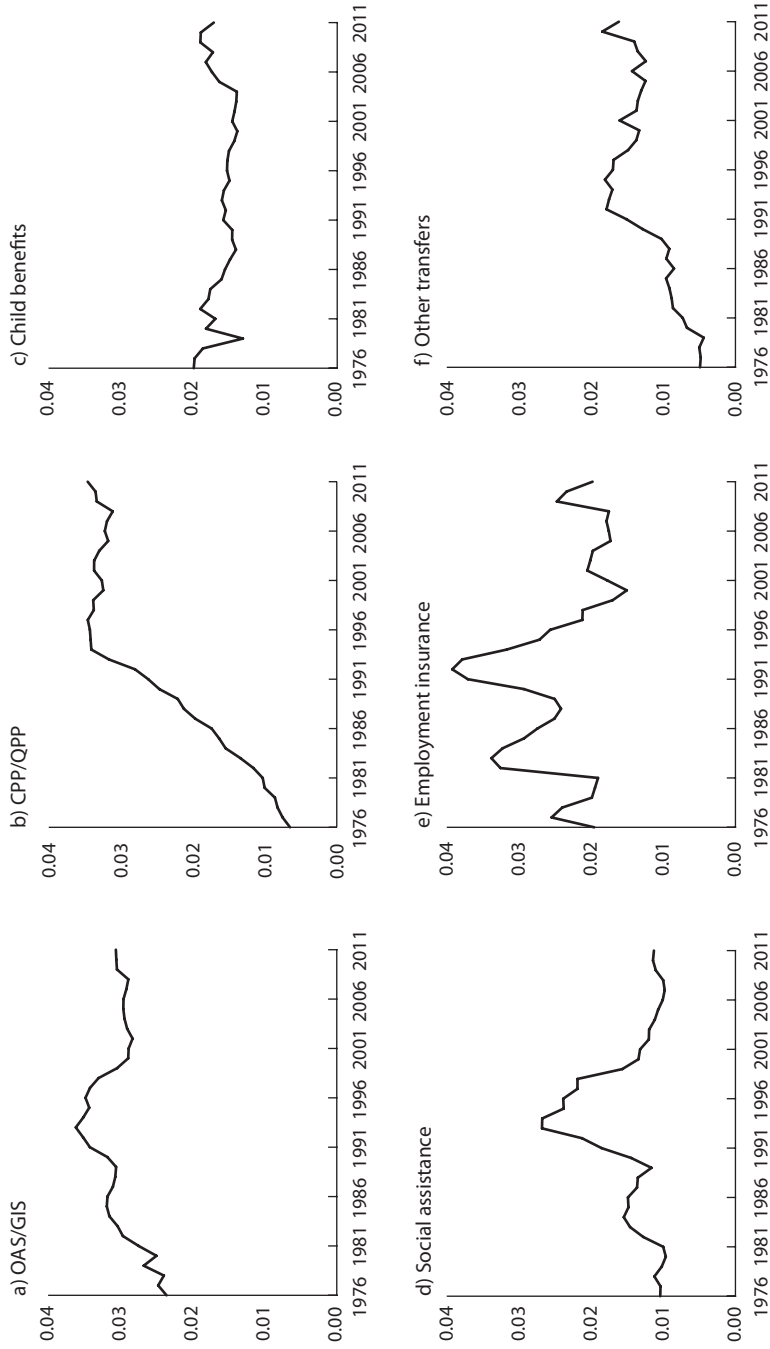 a) OAS/GIS
0.04
0.03
0.02
0.01
0.00
1976 1981 1986 1991 1996 2001 2006 2011
b) CPP/QPP
0.04
0.03
0.02
0.01
0.00
1976 1981 1986 1991 1996 2001 2006 2011
c) Child benefits
0.04
0.03
0.02
0.01
0.00
1976 1981 1986 1991 1996 2001 2006 2011
d) Social assistance
0.04
0.03
0.02
0.01
0.00
1976 1981 1986 1991 1996 2001 2006 2011
e) Employment insurance
0.04
0.03
0.02
0.01
0.00
1976 1981 1986 1991 1996 2001 2006 2011
f) Other transfers
0.04
0.03
0.02
0.01
0.00
1976 1981 1986 1991 1996 2001 2006 2011